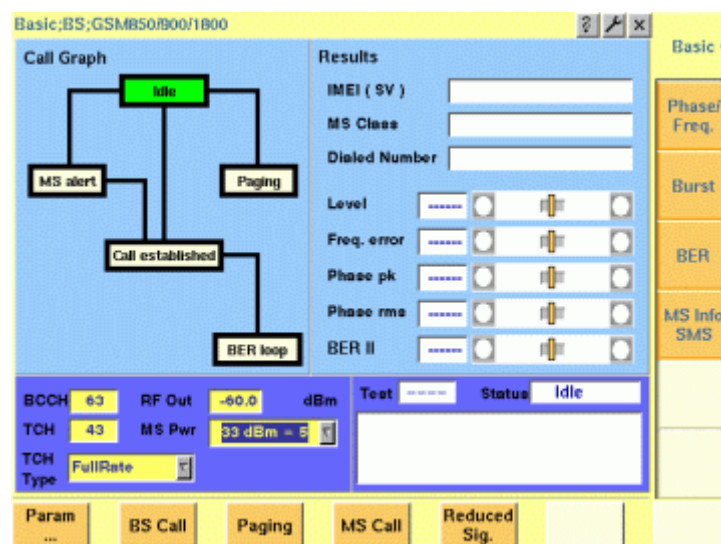 Basic;BS;GSM850/900/1800
Call Graph
Idle
MS alert
Paging
Call established
BER loop
Results
IMEI ( SV )
MS Class
Dialed Number
Level ------
Freq. error ------
Phase pk ------
Phase rms ------
BER II ------
BCCH 63 RF Out -60.0 dBm
TCH 43 MS Pwr 33 dBm = 5
TCH Type FullRate
Test ---- Status Idle
Basic
Phase/
Freq.
Burst
BER
MS Info
SMS
Param
...
BS Call
Paging
MS Call
Reduced
Sig.